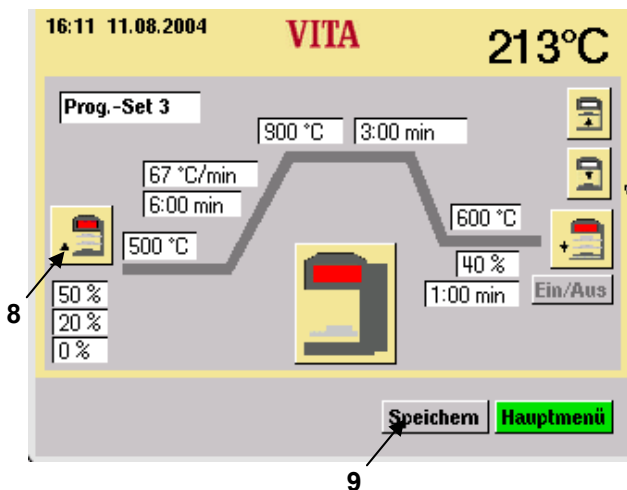 16:11 11.08.2004
VITA
213°C
Prog.-Set 3
900 °C
3:00 min
67 °C/min
6:00 min
500 °C
600 °C
40 %
1:00 min
Ein/Aus
50 %
20 %
0 %
8
Speichern
Hauptmenü
9